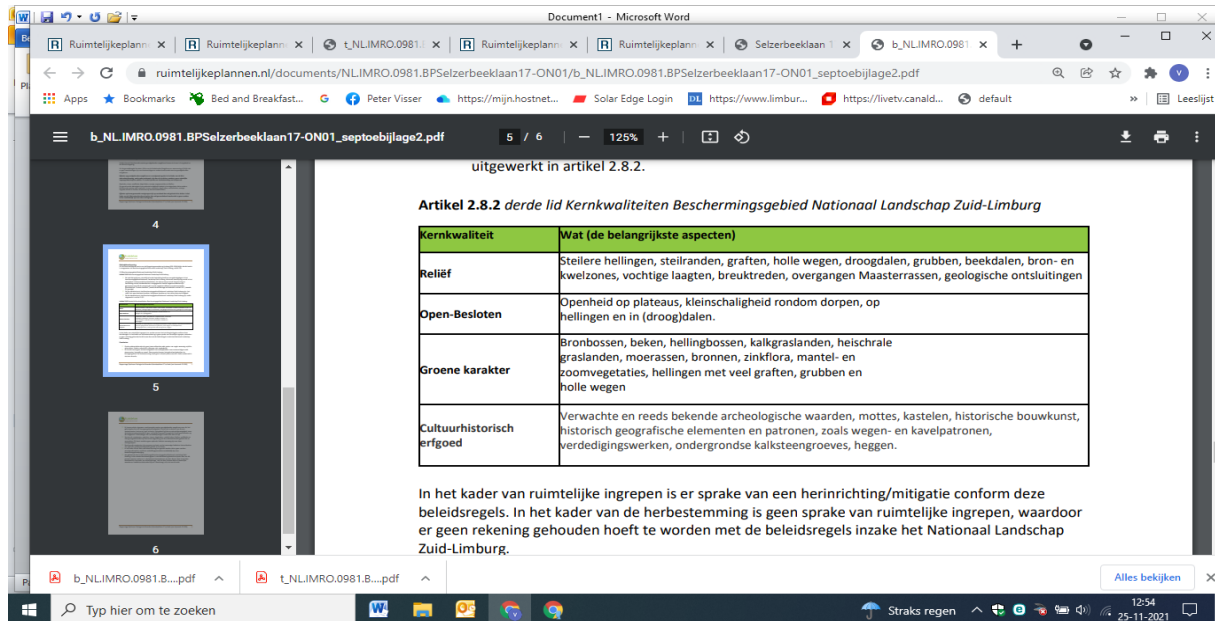 Document1 - Microsoft Word
Ruimtelijkeplann
Ruimtelijkeplann
t_NL.IMRO.0981.
Ruimtelijkeplann
Ruimtelijkeplann
Selzerbeeklaan 1
b_NL.IMRO.0981
ruimtelijkeplannen.nl/documents/NL.IMRO.0981.BPSelzerbeeklaan17-ON01/b_NL.IMRO.0981.BPSelzerbeeklaan17-ON01_septoebijlage2.pdf
V
Apps
Bookmarks
Bed and Breakfast...
Peter Visser
https://mijn.hostnet...
Solar Edge Login
https://www.limbur...
https://livetv.canald...
default
»
Leeslijst
b_NL.IMRO.0981.BPSelzerbeeklaan17-ON01_septoebijlage2.pdf
5 / 6
125%
4
5
6
uitgewerkt in artikel 2.8.2.
Artikel 2.8.2 derde lid Kernkwaliteiten Beschermingsgebied Nationaal Landschap Zuid-Limburg
Kernkwaliteit
Wat (de belangrijkste aspecten)
Reliëf
Steilere hellingen, steilranden, graften, holle wegen, droogdalen, grubben, beekdalen, bron- en
kwelzones, vochtige laagten, breuktreden, overgangen Maasterrassen, geologische ontsluitingen
Open-Besloten
Openheid op plateaus, kleinschaligheid rondom dorpen, op
hellingen en in (droog)dalen.
Groene karakter
Bronbossen, beken, hellingbossen, kalkgraslanden, heischrale
graslanden, moerassen, bronnen, zinkflora, mantel- en
zoomvegetaties, hellingen met veel graften, grubben en
holle wegen
Cultuurhistorisch
erfgoed
Verwachte en reeds bekende archeologische waarden, mottes, kastelen, historische bouwkunst,
historisch geografische elementen en patronen, zoals wegen- en kavelpatronen,
verdedigingswerken, ondergrondse kalksteengroeves, heggen.
In het kader van ruimtelijke ingrepen is er sprake van een herinrichting/mitigatie conform deze
beleidsregels. In het kader van de herbestemming is geen sprake van ruimtelijke ingrepen, waardoor
er geen rekening gehouden hoeft te worden met de beleidsregels inzake het Nationaal Landschap
Zuid-Limburg.
b_NL.IMRO.0981.B....pdf
t_NL.IMRO.0981.B....pdf
Alles bekijken
Typ hier om te zoeken
Straks regen
12:54
25-11-2021